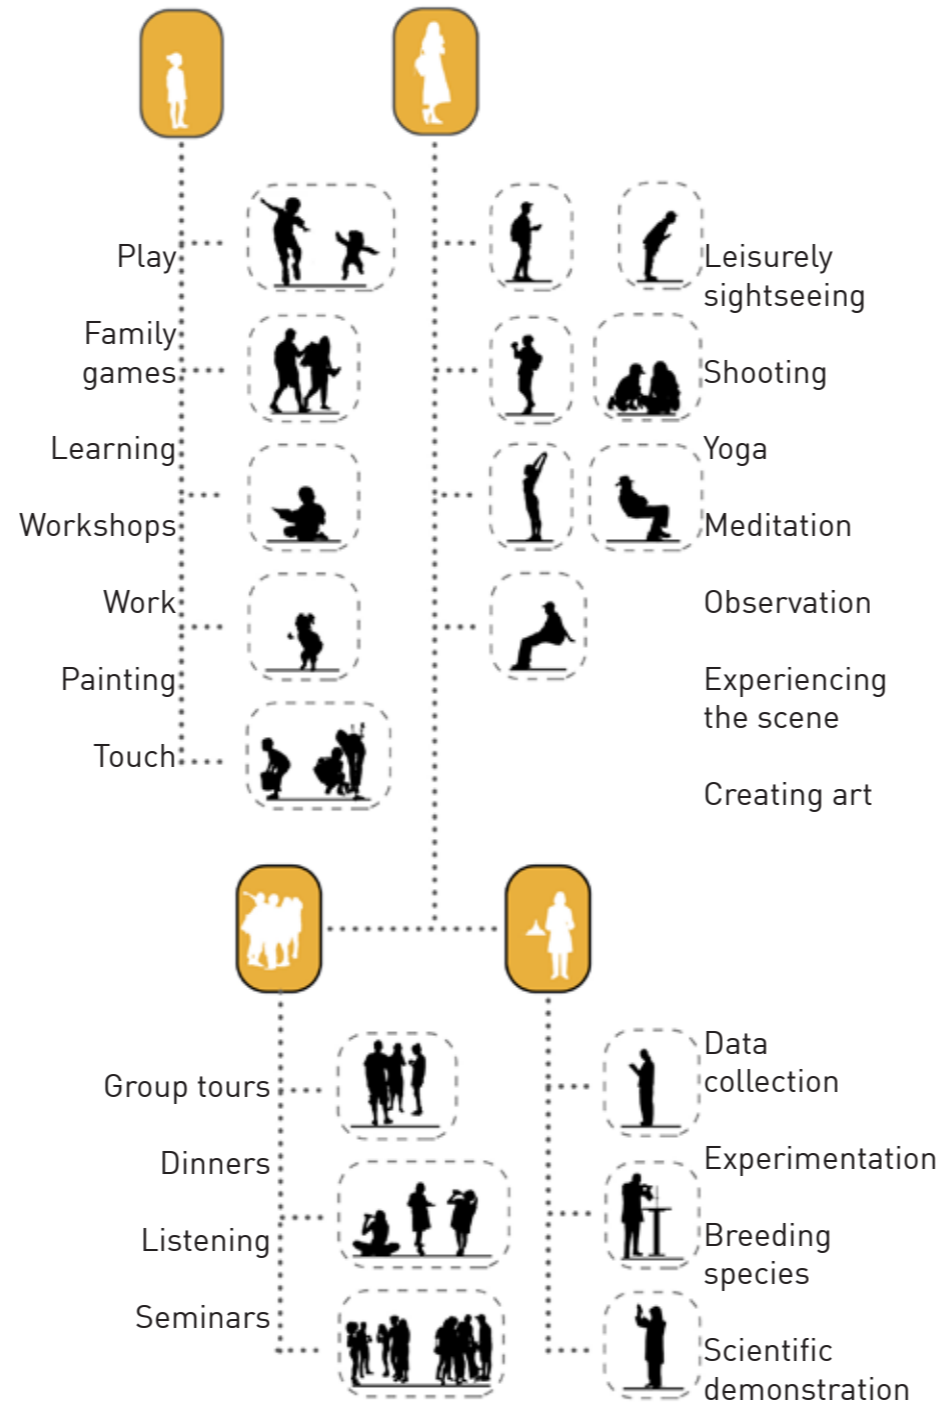 Play
Family
games
Learning
Workshops
Work
Painting
Touch
Leisurely
sightseeing
Shooting
Yoga
Meditation
Observation
Experiencing
the scene
Creating art
Group tours
Dinners
Listening
Seminars
Data
collection
Experimentation
Breeding
species
Scientific
demonstration